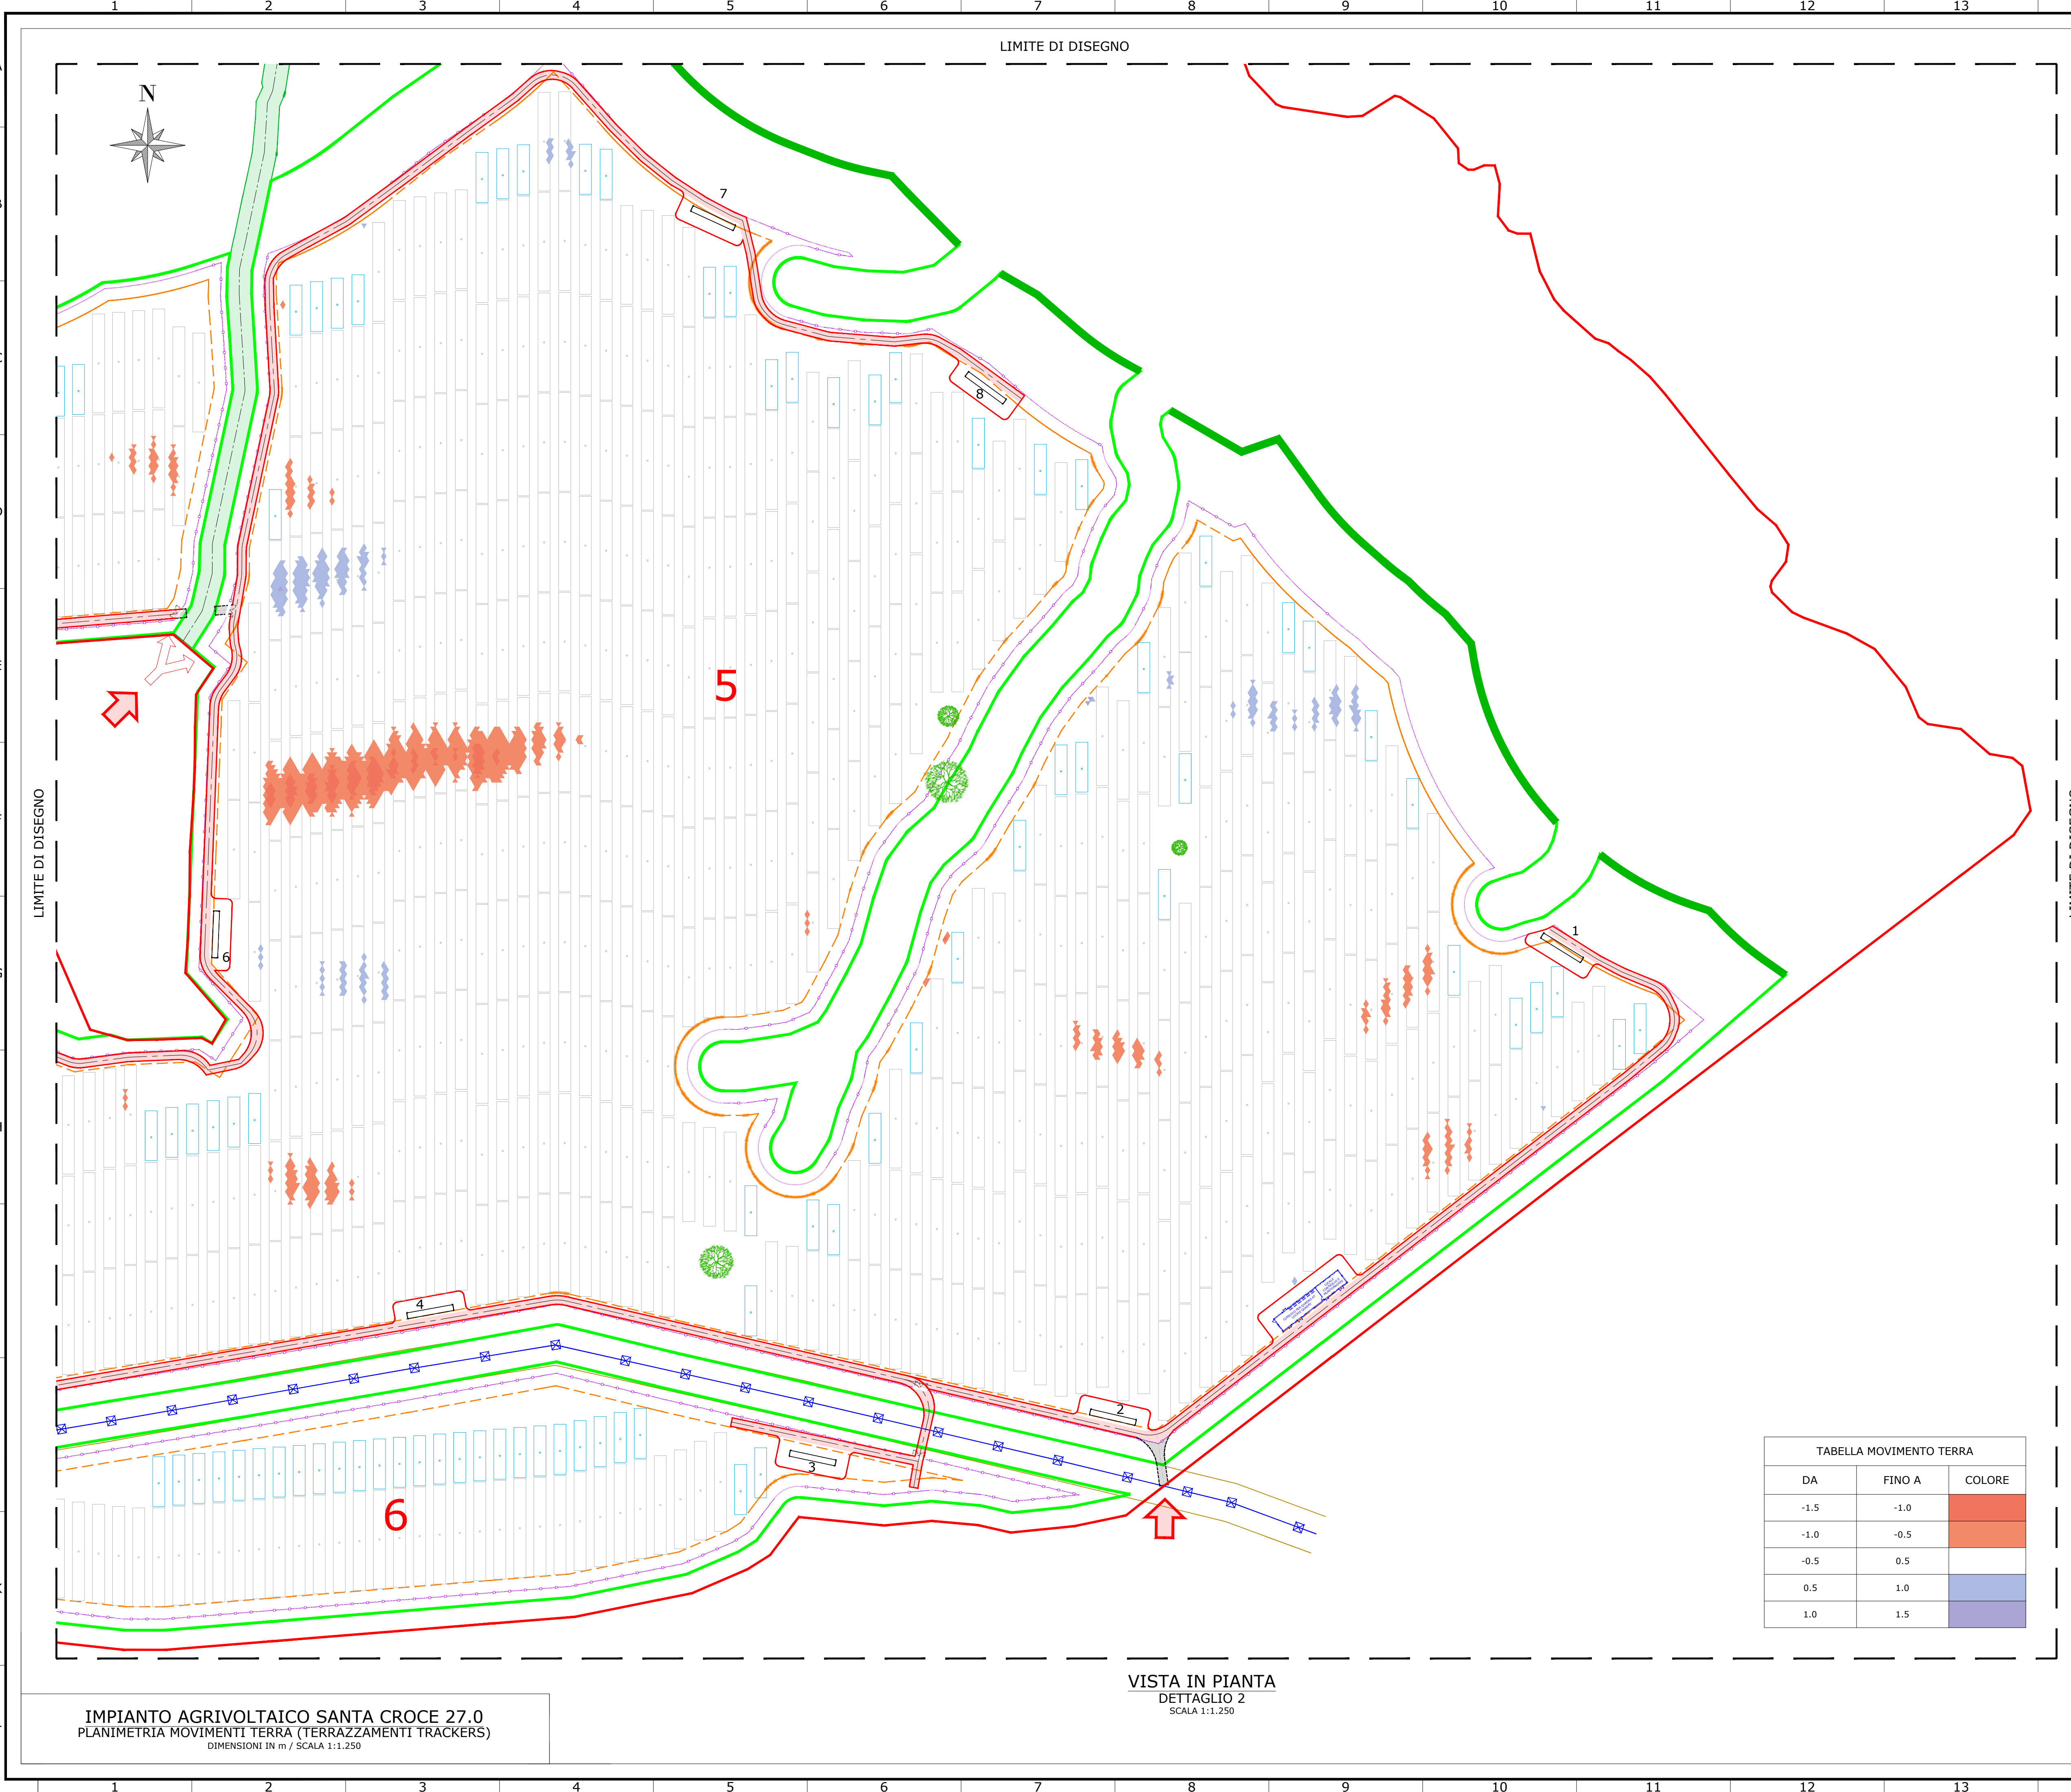 1 2 3 4 5 6 7 8 9 10 11 12 13
LIMITE DI DISEGNO
N
7
8
5
LIMITE DI DISEGNO
6
1
4
2
3
6
TABELLA MOVIMENTO TERRA
DA FINO A COLORE
-1.5 -1.0
-1.0 -0.5
-0.5 0.5
0.5 1.0
1.0 1.5
VISTA IN PIANTA
DETTAGLIO 2
SCALA 1:1.250
IMPIANTO AGRIVOLTAICO SANTA CROCE 27.0
PLANIMETRIA MOVIMENTI TERRA (TERRAZZAMENTI TRACKERS)
DIMENSIONI IN m / SCALA 1:1.250
1 2 3 4 5 6 7 8 9 10 11 12 13